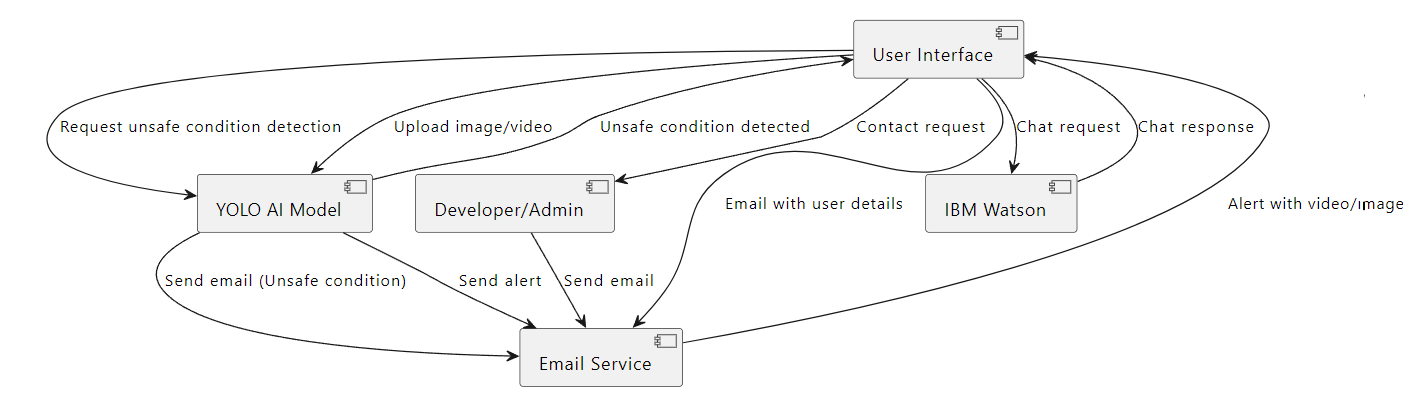 User Interface
Request unsafe condition detection
Upload image/video
Unsafe condition detected
Contact request
Chat request
Chat response
YOLO AI Model
Developer/Admin
Email with user details
IBM Watson
Alert with video/image
Send email (Unsafe condition)
Send alert
Send email
Email Service